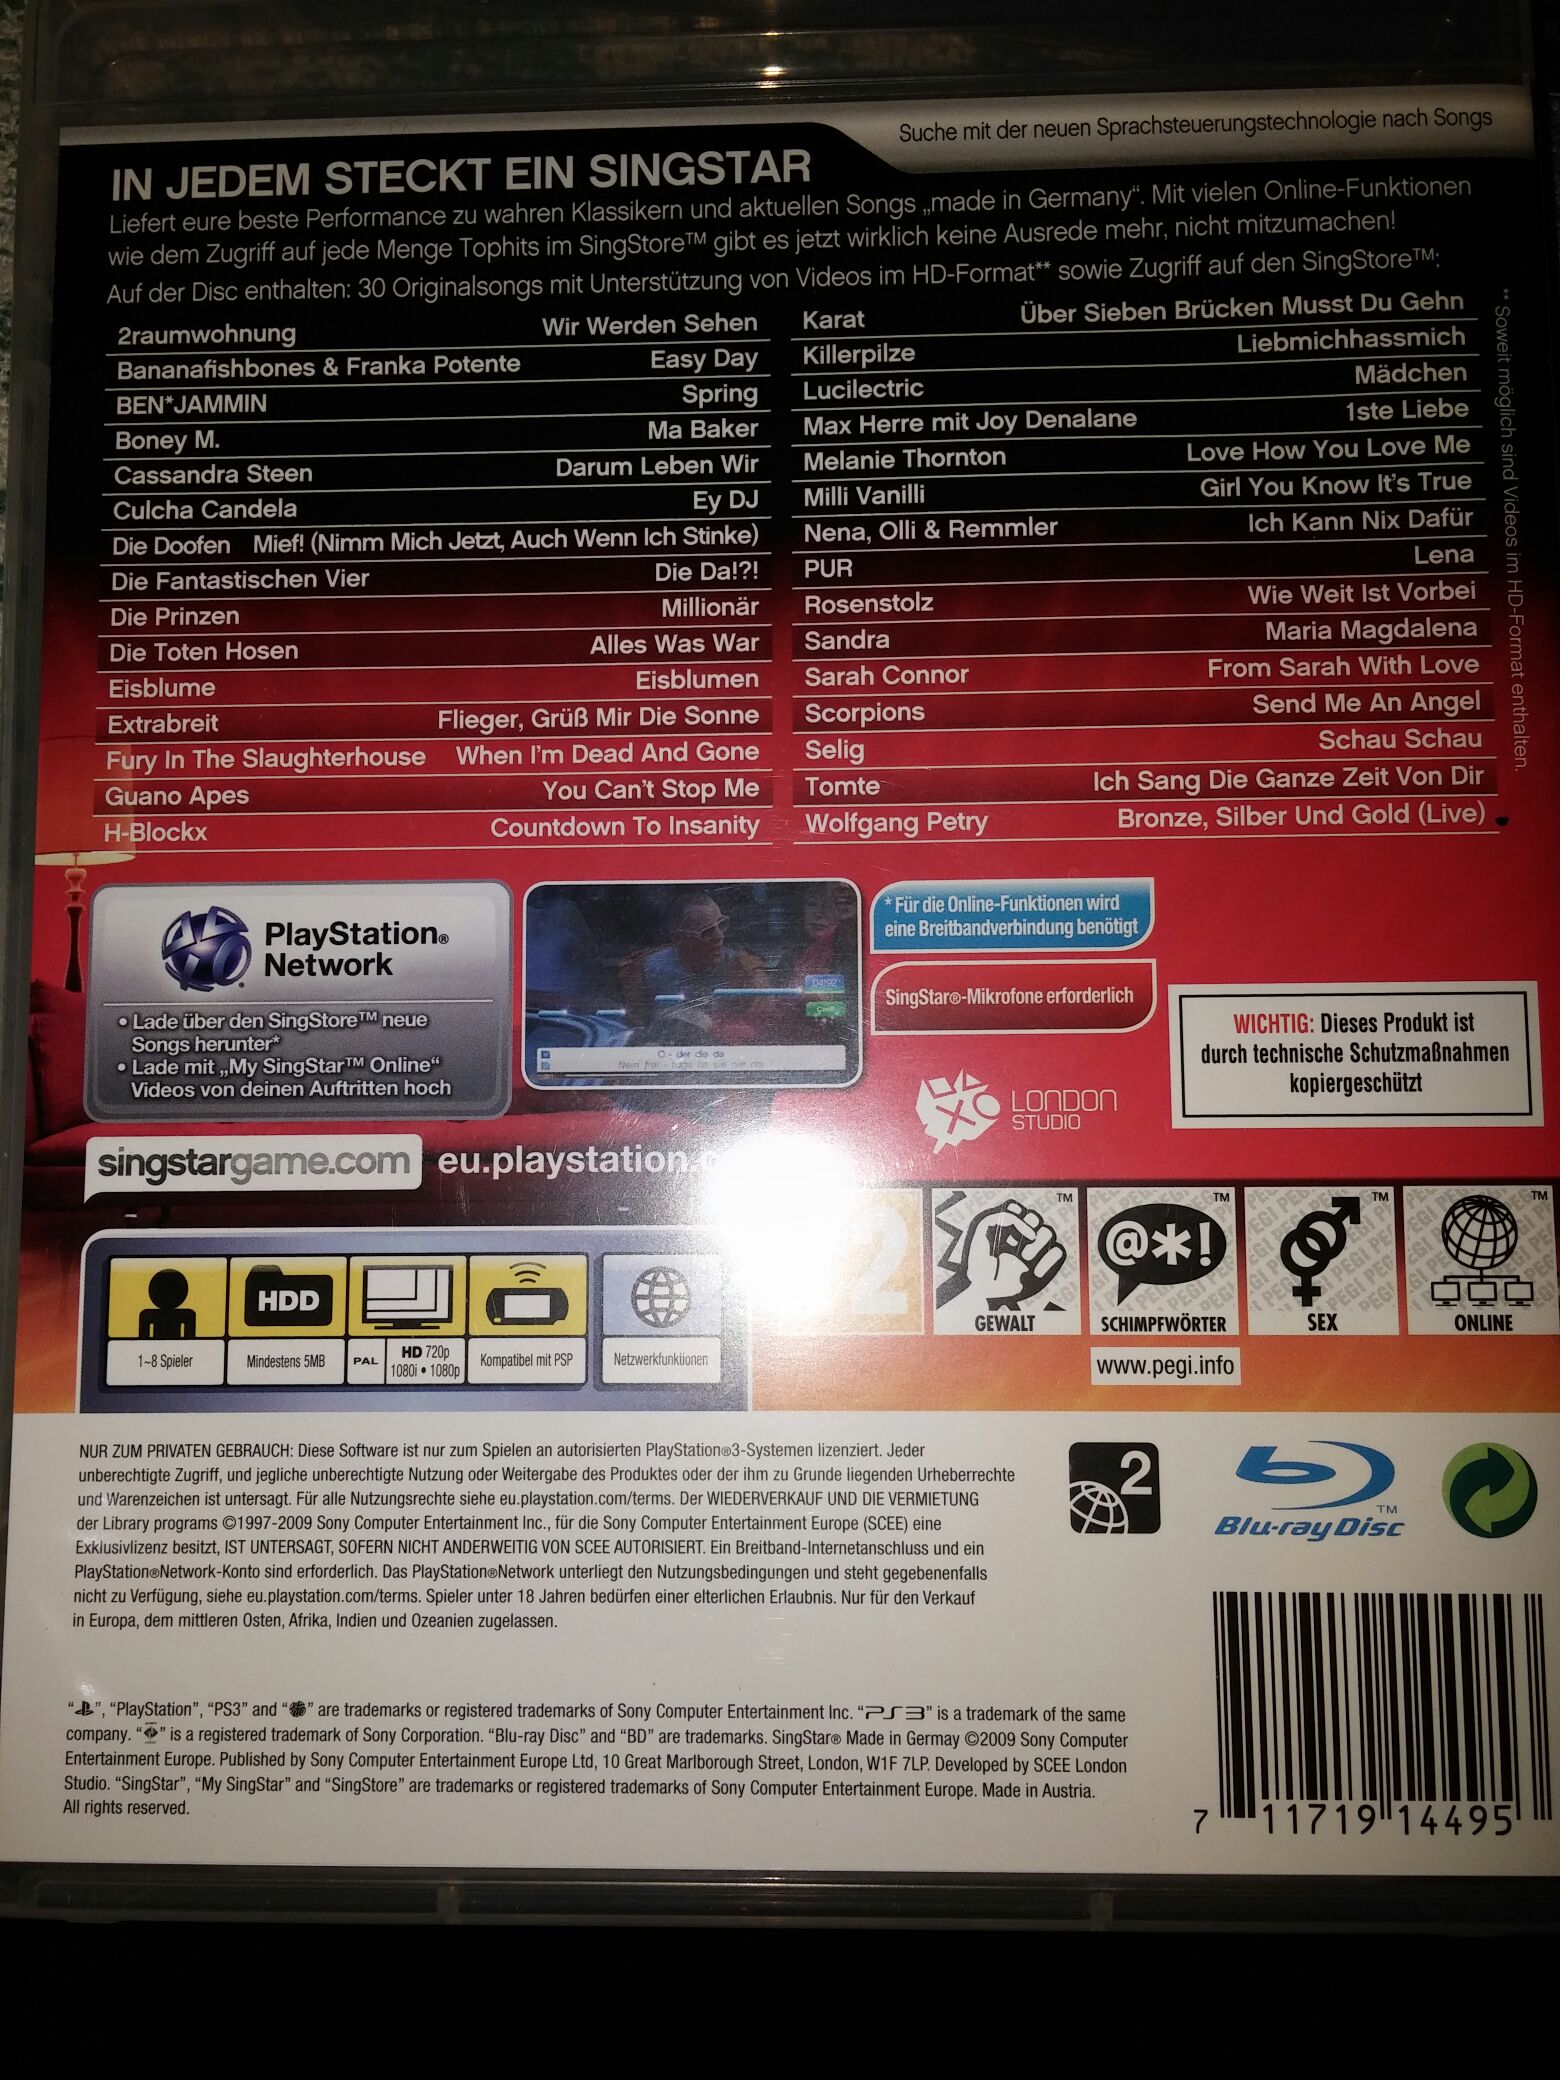 Suche mit der neuen Sprachsteuerungstechnologie nach Songs
IN JEDEM STECKT EIN SINGSTAR
Liefert eure beste Performance zu wahren Klassikern und aktuellen Songs „made in Germany“. Mit vielen Online-Funktionen
wie dem Zugriff auf jede Menge Tophits im SingStore™ gibt es jetzt wirklich keine Ausrede mehr, nicht mitzumachen!
Auf der Disc enthalten: 30 Originalsongs mit Unterstützung von Videos im HD-Format** sowie Zugriff auf den SingStore™:
2raumwohnung Wir Werden Sehen
Bananafishbones & Franka Potente Easy Day
BEN*JAMMIN Spring
Boney M. Ma Baker
Cassandra Steen Darum Leben Wir
Culcha Candela Ey DJ
Die Doofen Mief! (Nimm Mich Jetzt, Auch Wenn Ich Stinke)
Die Fantastischen Vier Die Da!?!
Die Prinzen Millionär
Die Toten Hosen Alles Was War
Eisblume Eisblumen
Extrabreit Flieger, Grüß Mir Die Sonne
Fury In The Slaughterhouse When I'm Dead And Gone
Guano Apes You Can't Stop Me
H-Blockx Countdown To Insanity
Karat Über Sieben Brücken Musst Du Gehn
Killerpilze Liebmichhassmich
Lucilectric Mädchen
Max Herre mit Joy Denalane 1ste Liebe
Melanie Thornton Love How You Love Me
Milli Vanilli Girl You Know It's True
Nena, Olli & Remmler Ich Kann Nix Dafür
PUR Lena
Rosenstolz Wie Weit Ist Vorbei
Sandra Maria Magdalena
Sarah Connor From Sarah With Love
Scorpions Send Me An Angel
Selig Schau Schau
Tomte Ich Sang Die Ganze Zeit Von Dir
Wolfgang Petry Bronze, Silber Und Gold (Live)
** Soweit möglich sind Videos im HD-Format enthalten.
PlayStation®
Network
• Lade über den SingStore™ neue
Songs herunter*
• Lade mit „My SingStar™ Online“
Videos von deinen Auftritten hoch
04192
Cool!
* Für die Online-Funktionen wird
eine Breitbandverbindung benötigt
SingStar®-Mikrofone erforderlich
LONDON
STUDIO
WICHTIG: Dieses Produkt ist
durch technische Schutzmaßnahmen
kopiergeschützt
singstargame.com
eu.playstation.
HDD
1~8 Spieler
Mindestens 5MB
PAL
HD 720p
1080i • 1080p
Kompatibel mit PSP
Netzwerkfunktionen
2
@*!
™
™
™
™
GEWALT
SCHIMPFWÖRTER
SEX
ONLINE
www.pegi.info
NUR ZUM PRIVATEN GEBRAUCH: Diese Software ist nur zum Spielen an autorisierten PlayStation®3-Systemen lizenziert. Jeder
unberechtigte Zugriff, und jegliche unberechtigte Nutzung oder Weitergabe des Produktes oder der ihm zu Grunde liegenden Urheberrechte
und Warenzeichen ist untersagt. Für alle Nutzungsrechte siehe eu.playstation.com/terms. Der WIEDERVERKAUF UND DIE VERMIETUNG
der Library programs ©1997-2009 Sony Computer Entertainment Inc., für die Sony Computer Entertainment Europe (SCEE) eine
Exklusivlizenz besitzt, IST UNTERSAGT, SOFERN NICHT ANDERWEITIG VON SCEE AUTORISIERT. Ein Breitband-Internetanschluss und ein
PlayStation®Network-Konto sind erforderlich. Das PlayStation®Network unterliegt den Nutzungsbedingungen und steht gegebenenfalls
nicht zu Verfügung, siehe eu.playstation.com/terms. Spieler unter 18 Jahren bedürfen einer elterlichen Erlaubnis. Nur für den Verkauf
in Europa, dem mittleren Osten, Afrika, Indien und Ozeanien zugelassen.
2
Blu-ray Disc ™
“ ”, “PlayStation”, “PS3” and “ ” are trademarks or registered trademarks of Sony Computer Entertainment Inc. “PS3” is a trademark of the same
company. “ ” is a registered trademark of Sony Corporation. “Blu-ray Disc” and “BD” are trademarks. SingStar® Made in Germay ©2009 Sony Computer
Entertainment Europe. Published by Sony Computer Entertainment Europe Ltd, 10 Great Marlborough Street, London, W1F 7LP. Developed by SCEE London
Studio. “SingStar”, “My SingStar” and “SingStore” are trademarks or registered trademarks of Sony Computer Entertainment Europe. Made in Austria.
All rights reserved.
7 11719 14495